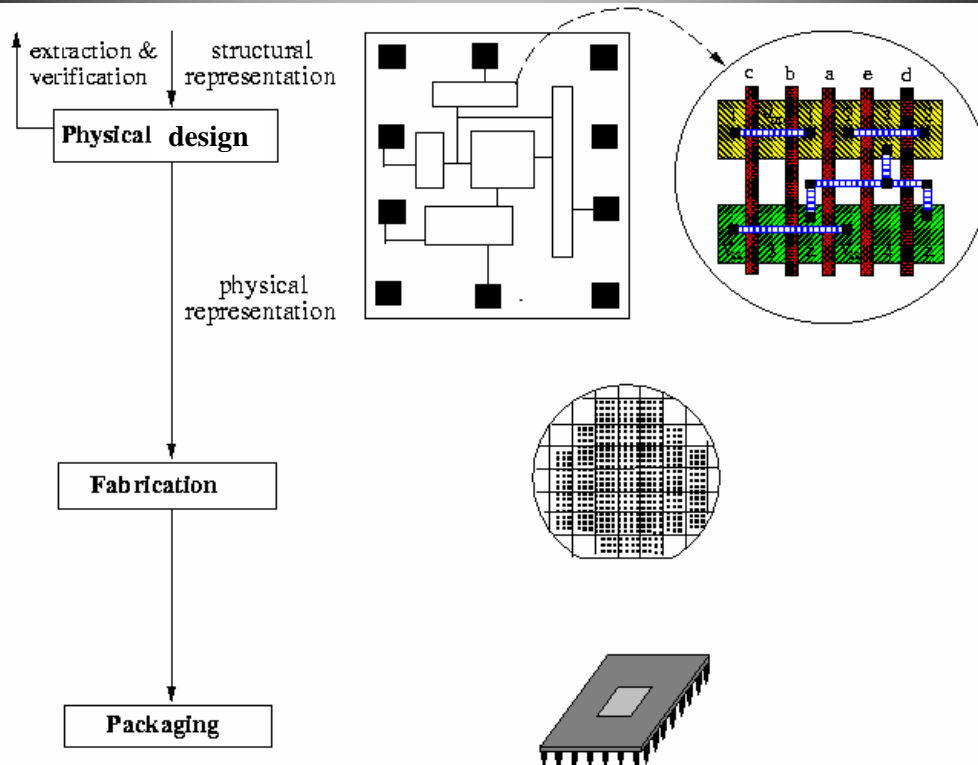 extraction &
verification
structural
representation
Physical design
physical
representation
Fabrication
Packaging
c b a e d